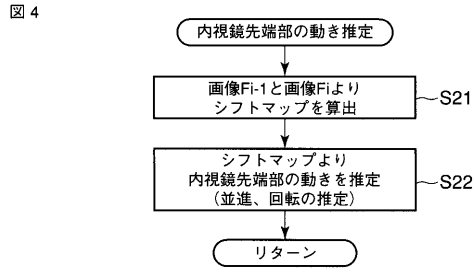 図4
内視鏡先端部の動き推定
画像Fi-1と画像Fiより
シフトマップを算出
S21
シフトマップより
内視鏡先端部の動きを推定
(並進、回転の推定)
S22
リターン